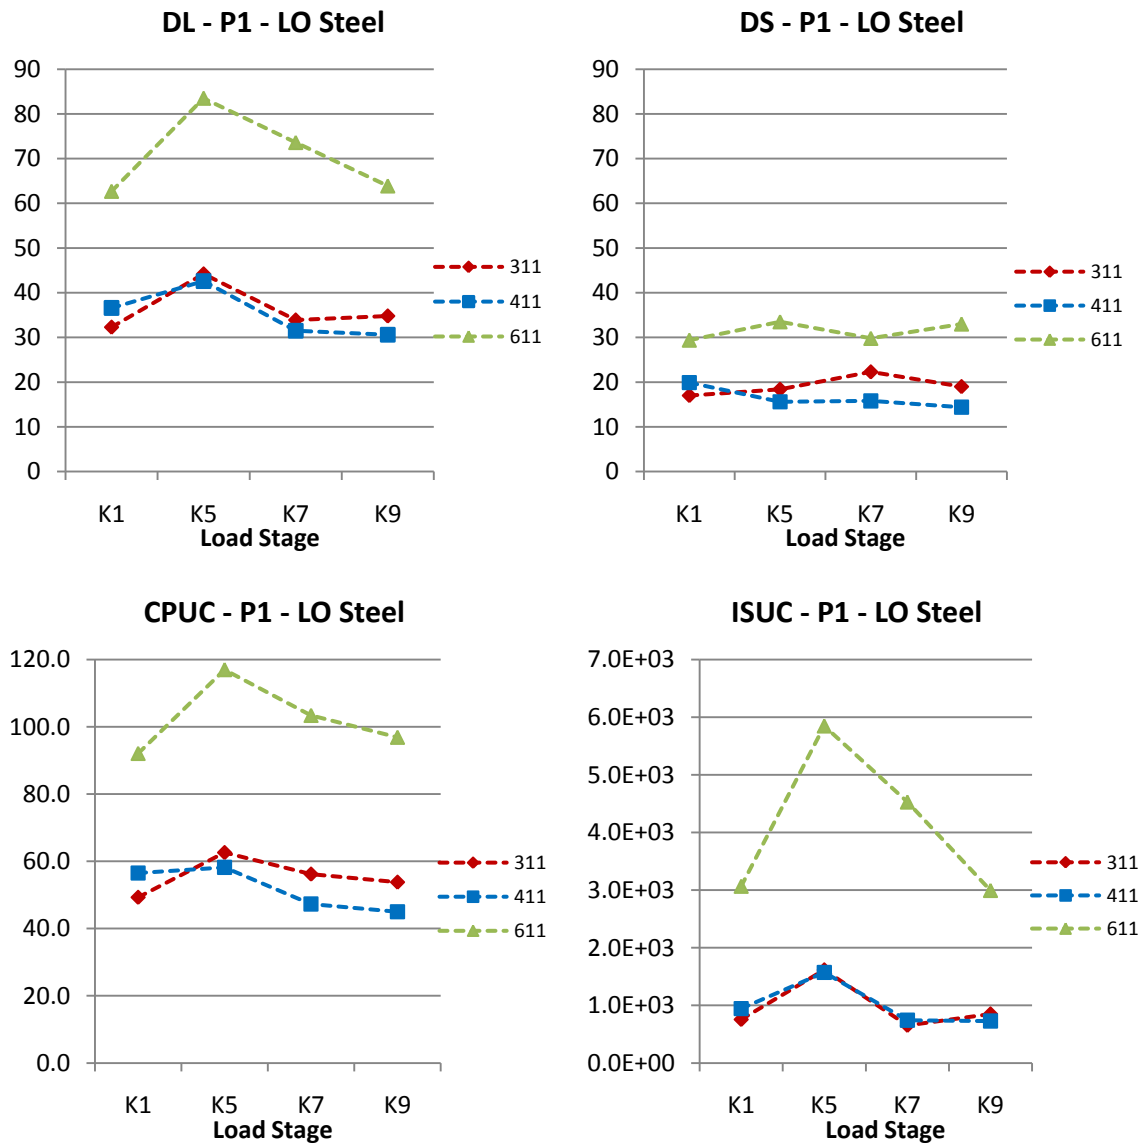 DL - P1 - LO Steel
90
80
70
60
50
40
30
20
10
0
K1 K5 K7 K9
Load Stage
311
411
611
DS - P1 - LO Steel
90
80
70
60
50
40
30
20
10
0
K1 K5 K7 K9
Load Stage
311
411
611
CPUC - P1 - LO Steel
120.0
100.0
80.0
60.0
40.0
20.0
0.0
K1 K5 K7 K9
Load Stage
311
411
611
ISUC - P1 - LO Steel
7.0E+03
6.0E+03
5.0E+03
4.0E+03
3.0E+03
2.0E+03
1.0E+03
0.0E+00
K1 K5 K7 K9
Load Stage
311
411
611